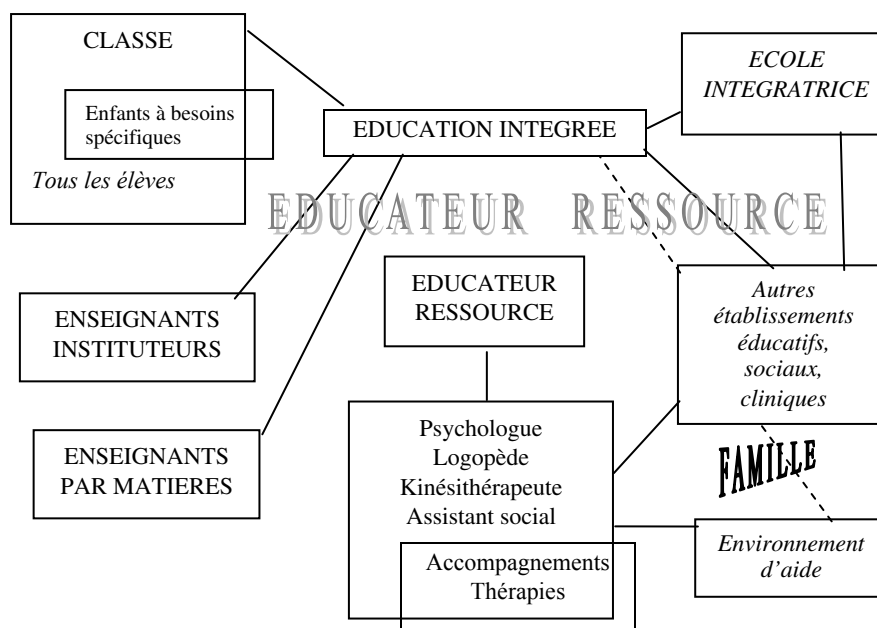 CLASSE
Enfants à besoins
spécifiques
Tous les élèves
EDUCATION INTEGREE
ECOLE
INTEGRATRICE
EDUCATEUR RESSOURCE
ENSEIGNANTS
INSTITUTEURS
EDUCATEUR
RESSOURCE
Autres
établissements
éducatifs,
sociaux,
cliniques
ENSEIGNANTS
PAR MATIERES
Psychologue
Logopède
Kinésithérapeute
Assistant social
Accompagnements
Thérapies
FAMILLE
Environnement
d'aide